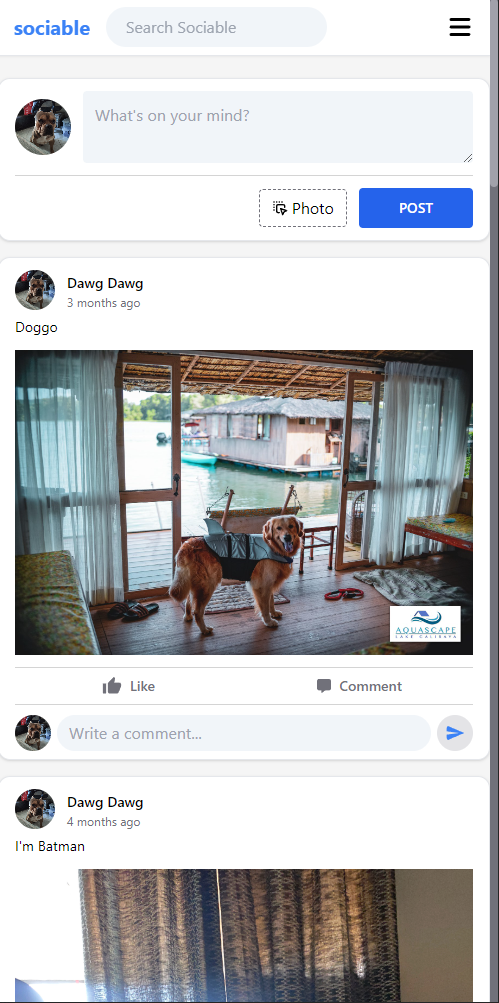 sociable Search Sociable
What's on your mind?
Photo POST
Dawg Dawg
3 months ago
Doggo
AQUASCAPE
LAKE CALIRAYA
Like Comment
Write a comment...
Dawg Dawg
4 months ago
I'm Batman